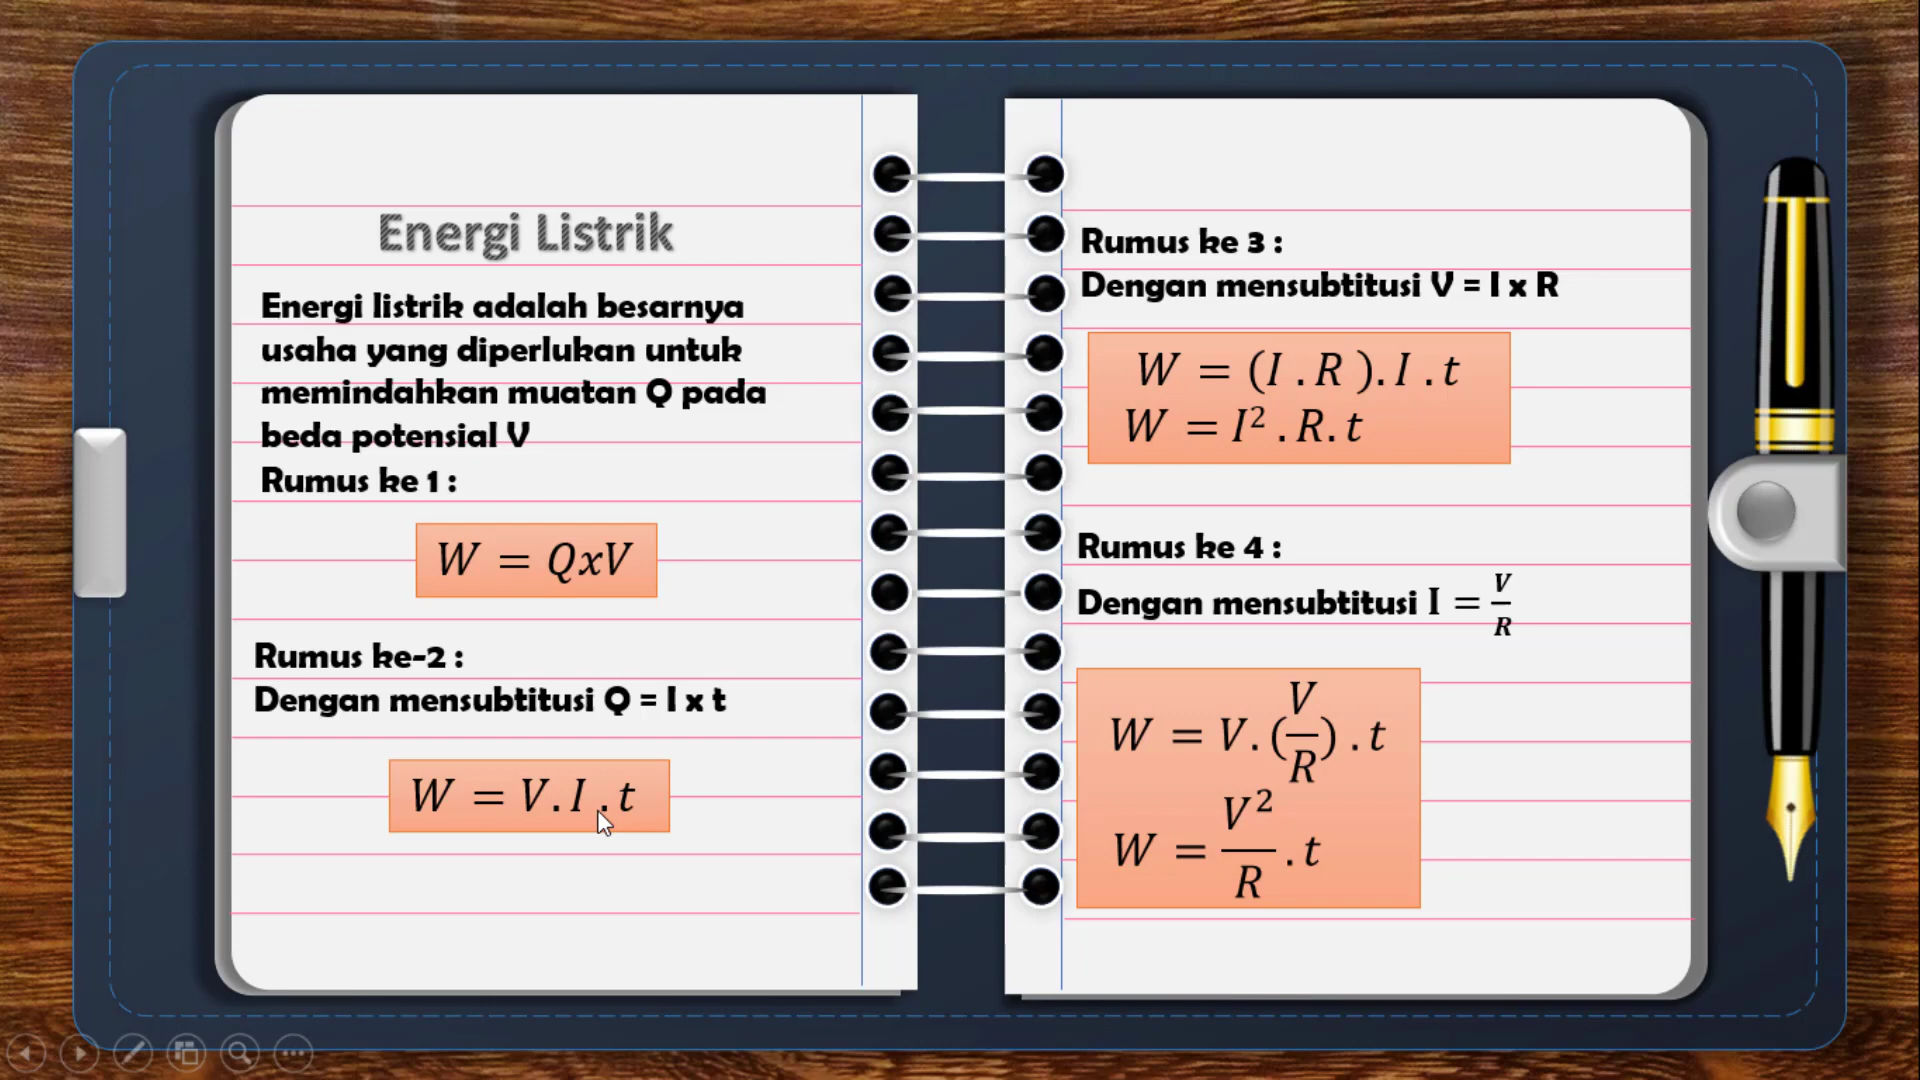 Energi Listrik
Energi listrik adalah besarnya
usaha yang diperlukan untuk
memindahkan muatan Q pada
beda potensial V
Rumus ke 1 :
W = QxV
Rumus ke-2 :
Dengan mensubtitusi Q = I x t
W = V. I . t
Rumus ke 3 :
Dengan mensubtitusi V = I x R
W = (I . R ). I . t
W = I² . R. t
Rumus ke 4 :
Dengan mensubtitusi I = V/R
W = V. (V/R) . t
W = V²/R . t